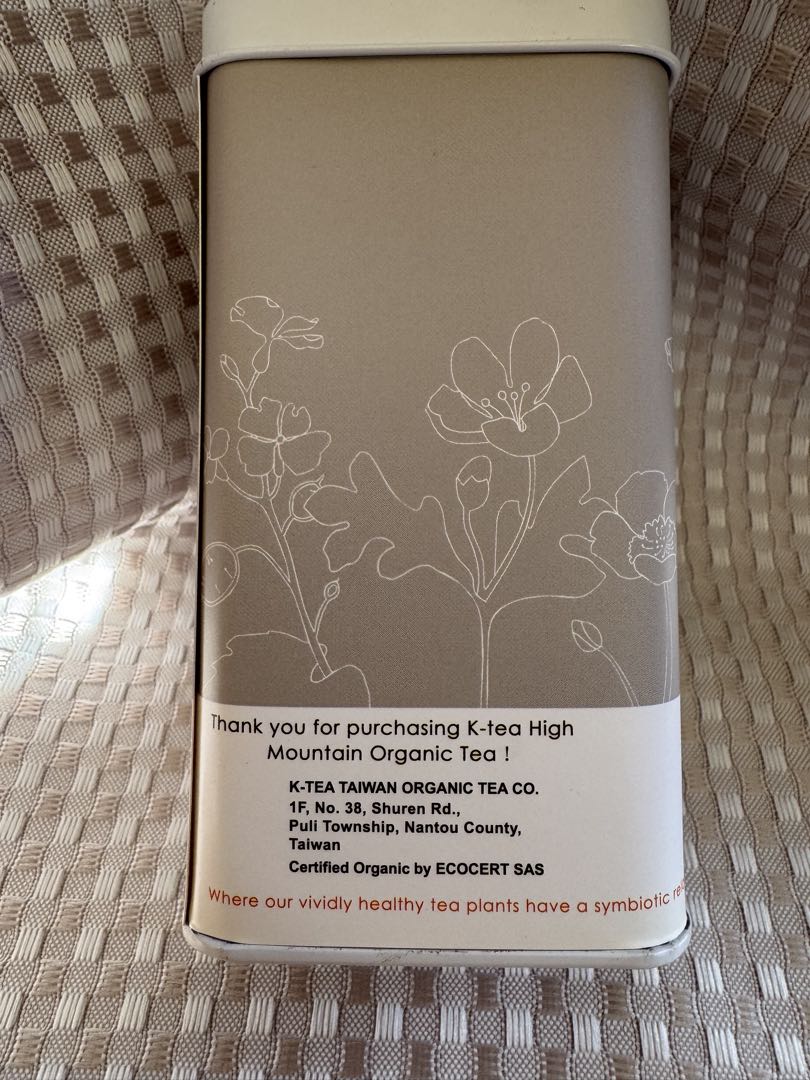 Thank you for purchasing K-tea High
Mountain Organic Tea !
K-TEA TAIWAN ORGANIC TEA CO.
1F, No. 38, Shuren Rd.,
Puli Township, Nantou County,
Taiwan
Certified Organic by ECOCERT SAS
Where our vividly healthy tea plants have a symbiotic